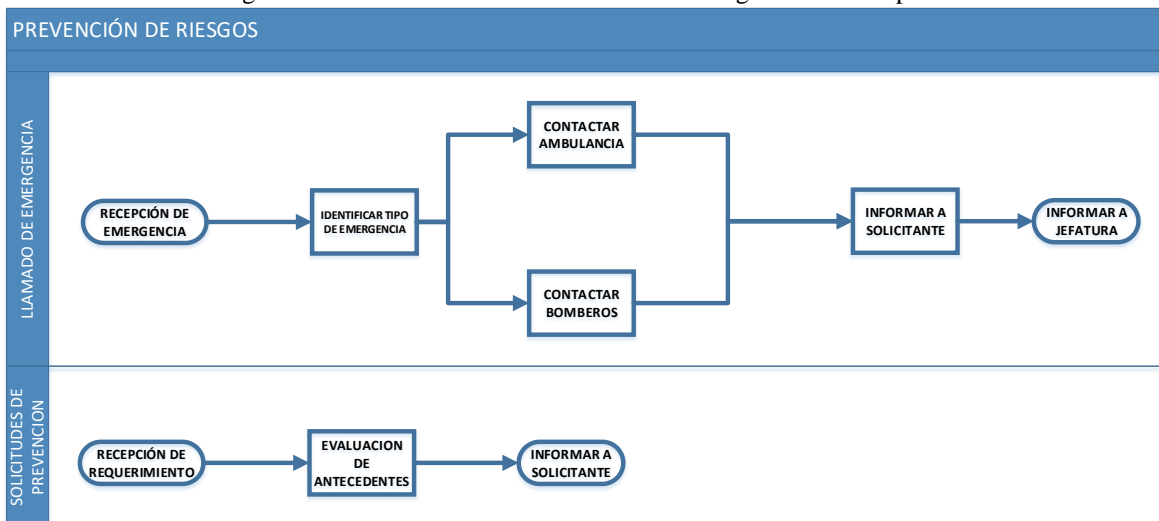 PREVENCIÓN DE RIESGOS
LLAMADO DE EMERGENCIA
RECEPCIÓN DE
EMERGENCIA
IDENTIFICAR TIPO
DE EMERGENCIA
CONTACTAR
AMBULANCIA
CONTACTAR
BOMBEROS
INFORMAR A
SOLICITANTE
INFORMAR A
JEFATURA
SOLICITUDES DE
PREVENCION
RECEPCIÓN DE
REQUERIMIENTO
EVALUACION
DE
ANTECEDENTES
INFORMAR A
SOLICITANTE